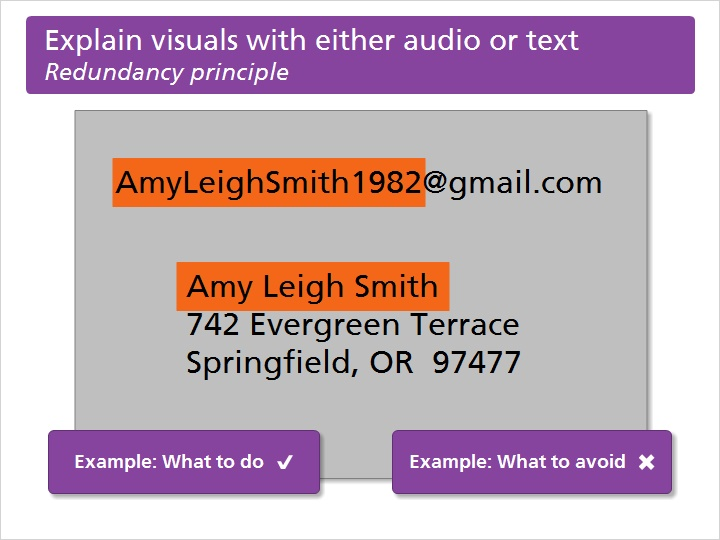 Explain visuals with either audio or text
Redundancy principle
AmyLeighSmith1982@gmail.com
Amy Leigh Smith
742 Evergreen Terrace
Springfield, OR 97477
Example: What to do ✔
Example: What to avoid ✖